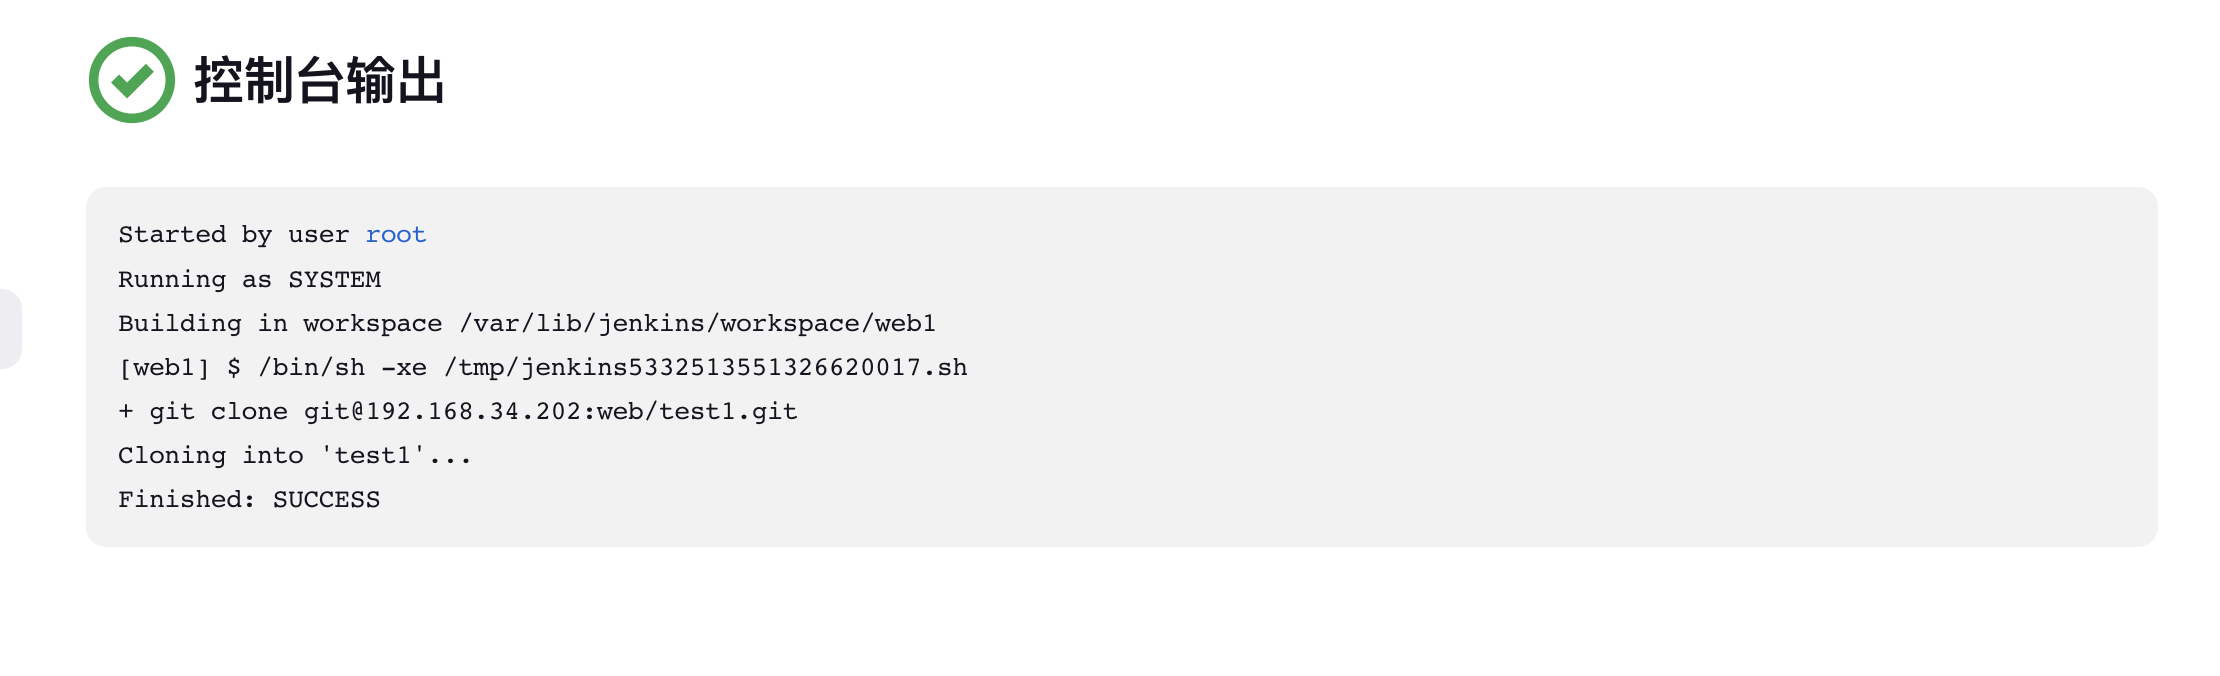 控制台输出
Started by user root
Running as SYSTEM
Building in workspace /var/lib/jenkins/workspace/web1
[web1] $ /bin/sh -xe /tmp/jenkins5332513551326620017.sh
+ git clone git@192.168.34.202:web/test1.git
Cloning into 'test1'...
Finished: SUCCESS